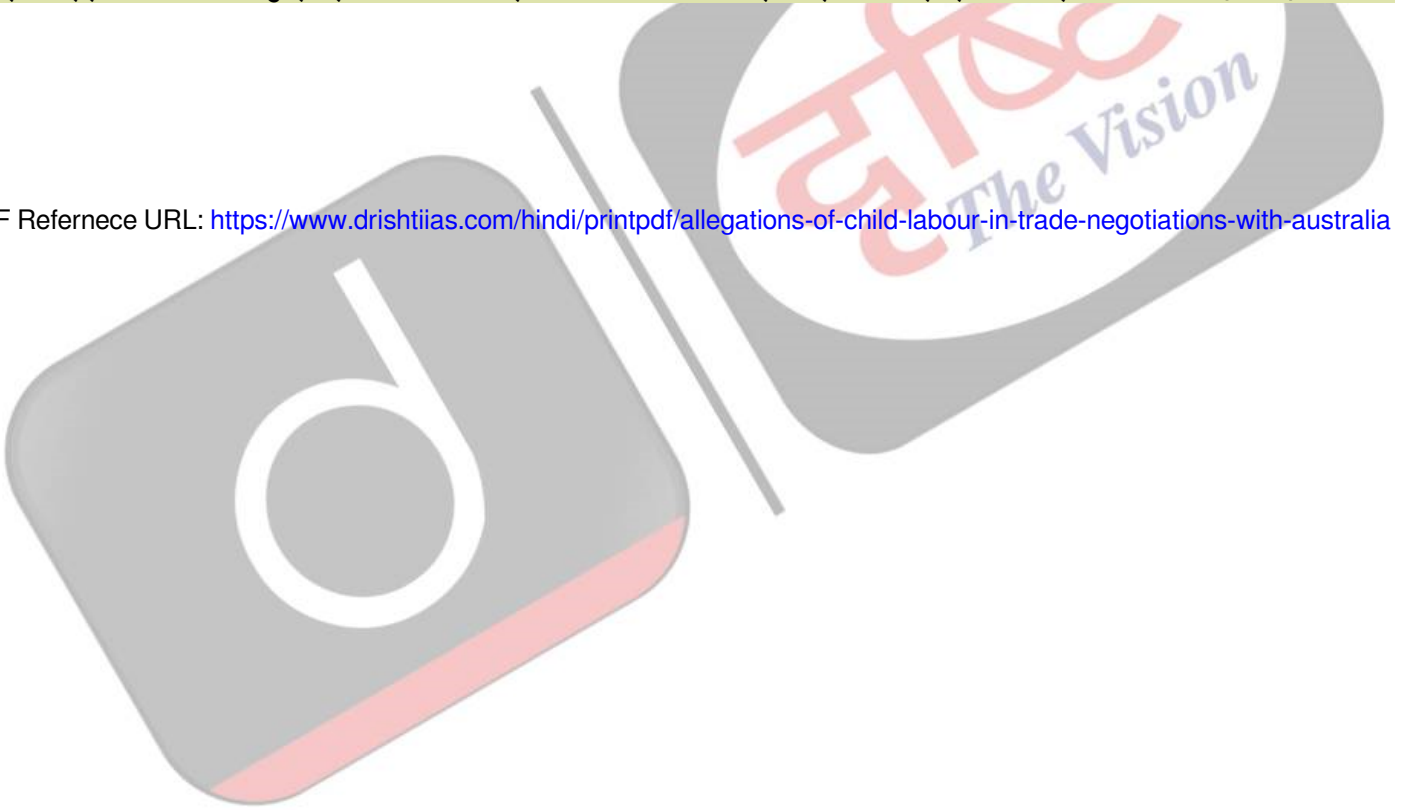 दृष्टि
The Vision
F Refernece URL: https://www.drishtiias.com/hindi/printpdf/allegations-of-child-labour-in-trade-negotiations-with-australia